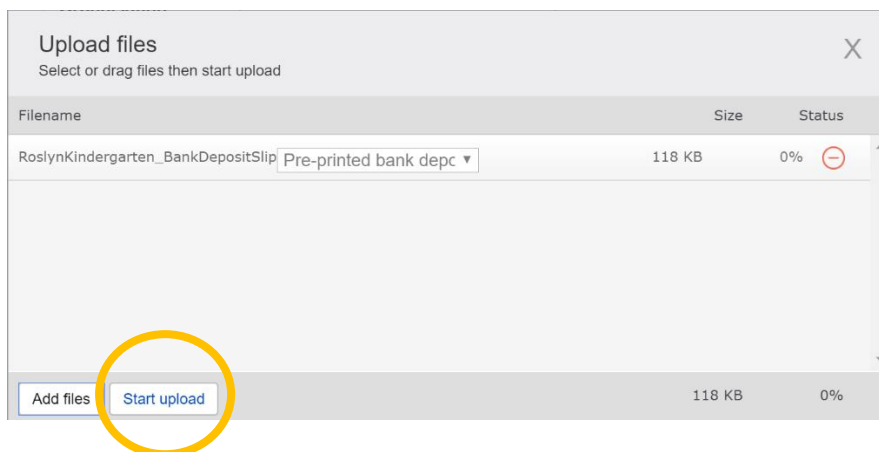 Upload files
X
Select or drag files then start upload
Filename Size Status
RoslynKindergarten_BankDepositSlip Pre-printed bank depc 118 KB 0%
Add files Start upload 118 KB 0%